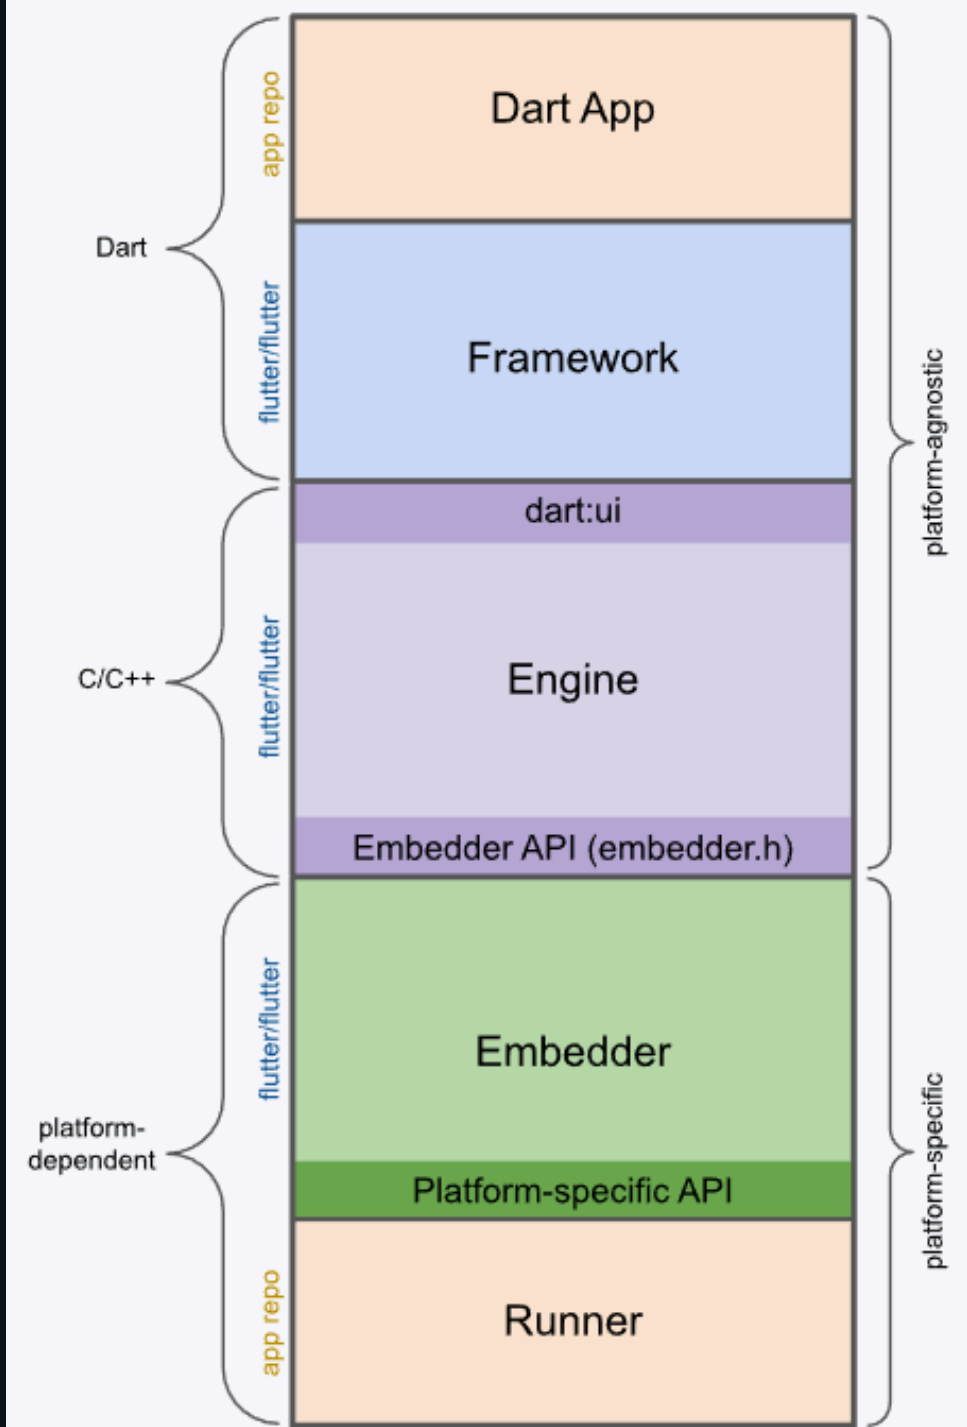 Dart App
app repo
Dart
Framework
flutter/flutter
platform-agnostic
dart:ui
Engine
C/C++
flutter/flutter
Embedder API (embedder.h)
Embedder
flutter/flutter
platform-
dependent
platform-specific
Platform-specific API
Runner
app repo